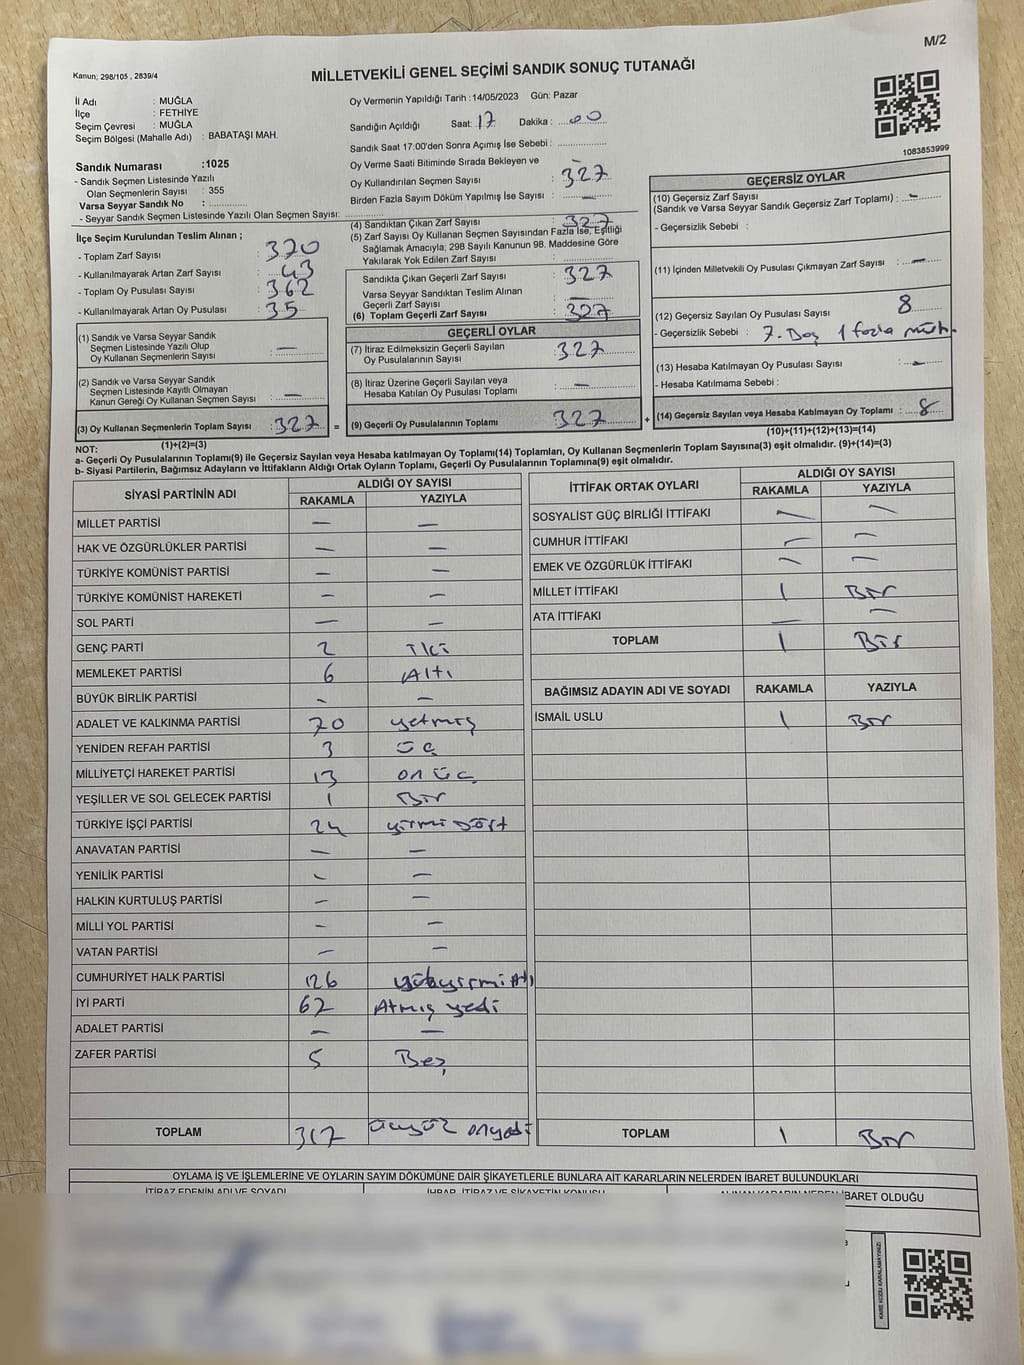 M/2
Kanun; 298/105 , 2839/4
MİLLETVEKİLİ GENEL SEÇİMİ SANDIK SONUÇ TUTANAĞI
İl Adı : MUĞLA
İlçe : FETHİYE
Seçim Çevresi : MUĞLA
Seçim Bölgesi (Mahalle Adı) : BABATAŞI MAH.
Sandık Numarası :1025
- Sandık Seçmen Listesinde Yazılı
Olan Seçmenlerin Sayısı : 355
Varsa Seyyar Sandık No :
- Seyyar Sandık Seçmen Listesinde Yazılı Olan Seçmen Sayısı:
Oy Vermenin Yapıldığı Tarih :14/05/2023 Gün: Pazar
Sandığın Açıldığı Saat: 17 Dakika : 00
Sandık Saat 17:00'den Sonra Açımış İse Sebebi :
Oy Verme Saati Bitiminde Sırada Bekleyen ve
Oy Kullandırılan Seçmen Sayısı : 327
Birden Fazla Sayım Döküm Yapılmış İse Sayısı : —
1083853999
İlçe Seçim Kurulundan Teslim Alınan ;
- Toplam Zarf Sayısı : 370
- Kullanılmayarak Artan Zarf Sayısı : 43
- Toplam Oy Pusulası Sayısı : 362
- Kullanılmayarak Artan Oy Pusulası : 35
(1) Sandık ve Varsa Seyyar Sandık
Seçmen Listesinde Yazılı Olup
Oy Kullanan Seçmenlerin Sayısı : —
(2) Sandık ve Varsa Seyyar Sandık
Seçmen Listesinde Kayıtlı Olmayan
Kanun Gereği Oy Kullanan Seçmen Sayısı : —
(3) Oy Kullanan Seçmenlerin Toplam Sayısı : 327
(1)+(2)=(3)
(4) Sandıktan Çıkan Zarf Sayısı : 327
(5) Zarf Sayısı Oy Kullanan Seçmen Sayısından Fazla İse, Eşitliği
Sağlamak Amacıyla; 298 Sayılı Kanunun 98. Maddesine Göre
Yakılarak Yok Edilen Zarf Sayısı :
Sandıkta Çıkan Geçerli Zarf Sayısı : 327
Varsa Seyyar Sandıktan Teslim Alınan
Geçerli Zarf Sayısı : —
(6) Toplam Geçerli Zarf Sayısı : 327
GEÇERLİ OYLAR
(7) İtiraz Edilmeksizin Geçerli Sayılan
Oy Pusulalarının Sayısı : 327
(8) İtiraz Üzerine Geçerli Sayılan veya
Hesaba Katılan Oy Pusulası Toplamı : —
= (9) Geçerli Oy Pusulalarının Toplamı : 327 +
GEÇERSİZ OYLAR
(10) Geçersiz Zarf Sayısı
(Sandık ve Varsa Seyyar Sandık Geçersiz Zarf Toplamı) : -
- Geçersizlik Sebebi :
(11) İçinden Milletvekili Oy Pusulası Çıkmayan Zarf Sayısı : —
(12) Geçersiz Sayılan Oy Pusulası Sayısı : 8
- Geçersizlik Sebebi : 7. Boş 1 fazla
(13) Hesaba Katılmayan Oy Pusulası Sayısı : -
- Hesaba Katılmama Sebebi :
(14) Geçersiz Sayılan veya Hesaba Katılmayan Oy Toplamı : 8
(10)+(11)+(12)+(13)=(14)
NOT:
a- Geçerli Oy Pusulalarının Toplamı(9) ile Geçersiz Sayılan veya Hesaba katılmayan Oy Toplamı(14) Toplamları, Oy Kullanan Seçmenlerin Toplam Sayısına(3) eşit olmalıdır. (9)+(14)=(3)
b- Siyasi Partilerin, Bağımsız Adayların ve İttifakların Aldığı Ortak Oyların Toplamı, Geçerli Oy Pusulalarının Toplamına(9) eşit olmalıdır.
SİYASİ PARTİNİN ADI ALDIĞI OY SAYISI
RAKAMLA YAZIYLA
MİLLET PARTİSİ — —
HAK VE ÖZGÜRLÜKLER PARTİSİ — —
TÜRKİYE KOMÜNİST PARTİSİ — —
TÜRKİYE KOMÜNİST HAREKETİ — —
SOL PARTİ — —
GENÇ PARTİ 2 iki
MEMLEKET PARTİSİ 6 Altı
BÜYÜK BİRLİK PARTİSİ - —
ADALET VE KALKINMA PARTİSİ 70 yetmiş
YENİDEN REFAH PARTİSİ 3 üç
MİLLİYETÇİ HAREKET PARTİSİ 13 on üç
YEŞİLLER VE SOL GELECEK PARTİSİ 1 Bir
TÜRKİYE İŞÇİ PARTİSİ 24 yirmi dört
ANAVATAN PARTİSİ — —
YENİLİK PARTİSİ - —
HALKIN KURTULUŞ PARTİSİ — —
MİLLİ YOL PARTİSİ - —
VATAN PARTİSİ — —
CUMHURİYET HALK PARTİSİ 126 yüzyirmi Altı
İYİ PARTİ 67 Atmış yedi
ADALET PARTİSİ — —
ZAFER PARTİSİ 5 Beş
TOPLAM 317 üçyüz onyedi
İTTİFAK ORTAK OYLARI ALDIĞI OY SAYISI
RAKAMLA YAZIYLA
SOSYALİST GÜÇ BİRLİĞİ İTTİFAKI — —
CUMHUR İTTİFAKI — —
EMEK VE ÖZGÜRLÜK İTTİFAKI — —
MİLLET İTTİFAKI 1 Bir
ATA İTTİFAKI — —
TOPLAM 1 Bir
BAĞIMSIZ ADAYIN ADI VE SOYADI RAKAMLA YAZIYLA
İSMAİL USLU 1 Bir
TOPLAM 1 Bir
OYLAMA İŞ VE İŞLEMLERİNE VE OYLARIN SAYIM DÖKÜMÜNE DAİR ŞİKAYETLERLE BUNLARA AİT KARARLARIN NELERDEN İBARET BULUNDUKLARI
İTİRAZ EDENİN ADI VE SOYADI İHBAR, İTİRAZ VE ŞİKAYETİN KONUSU ALINAN KARARIN NEDEN İBARET OLDUĞU
KARE KODU KARALAMAYINIZ!